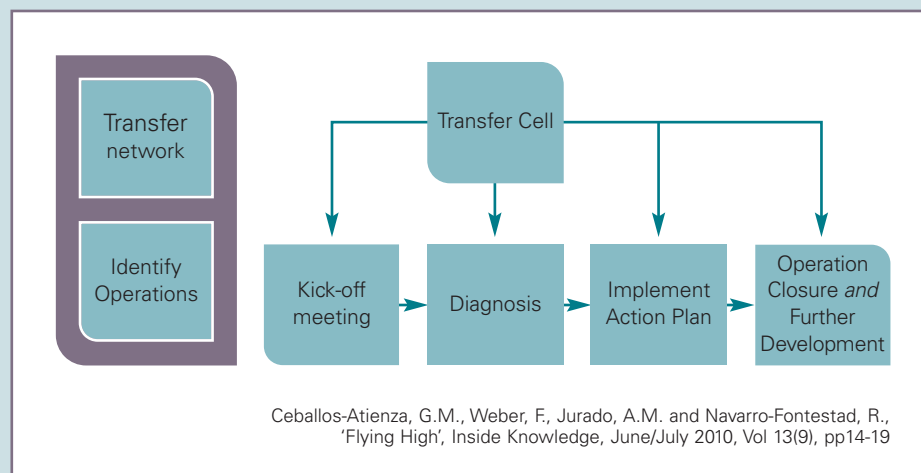 Transfer
network
Identify
Operations
Transfer Cell
Kick-off
meeting
Diagnosis
Implement
Action Plan
Operation
Closure and
Further
Development
Ceballos-Atienza, G.M., Weber, F., Jurado, A.M. and Navarro-Fontestad, R.,
'Flying High', Inside Knowledge, June/July 2010, Vol 13(9), pp14-19